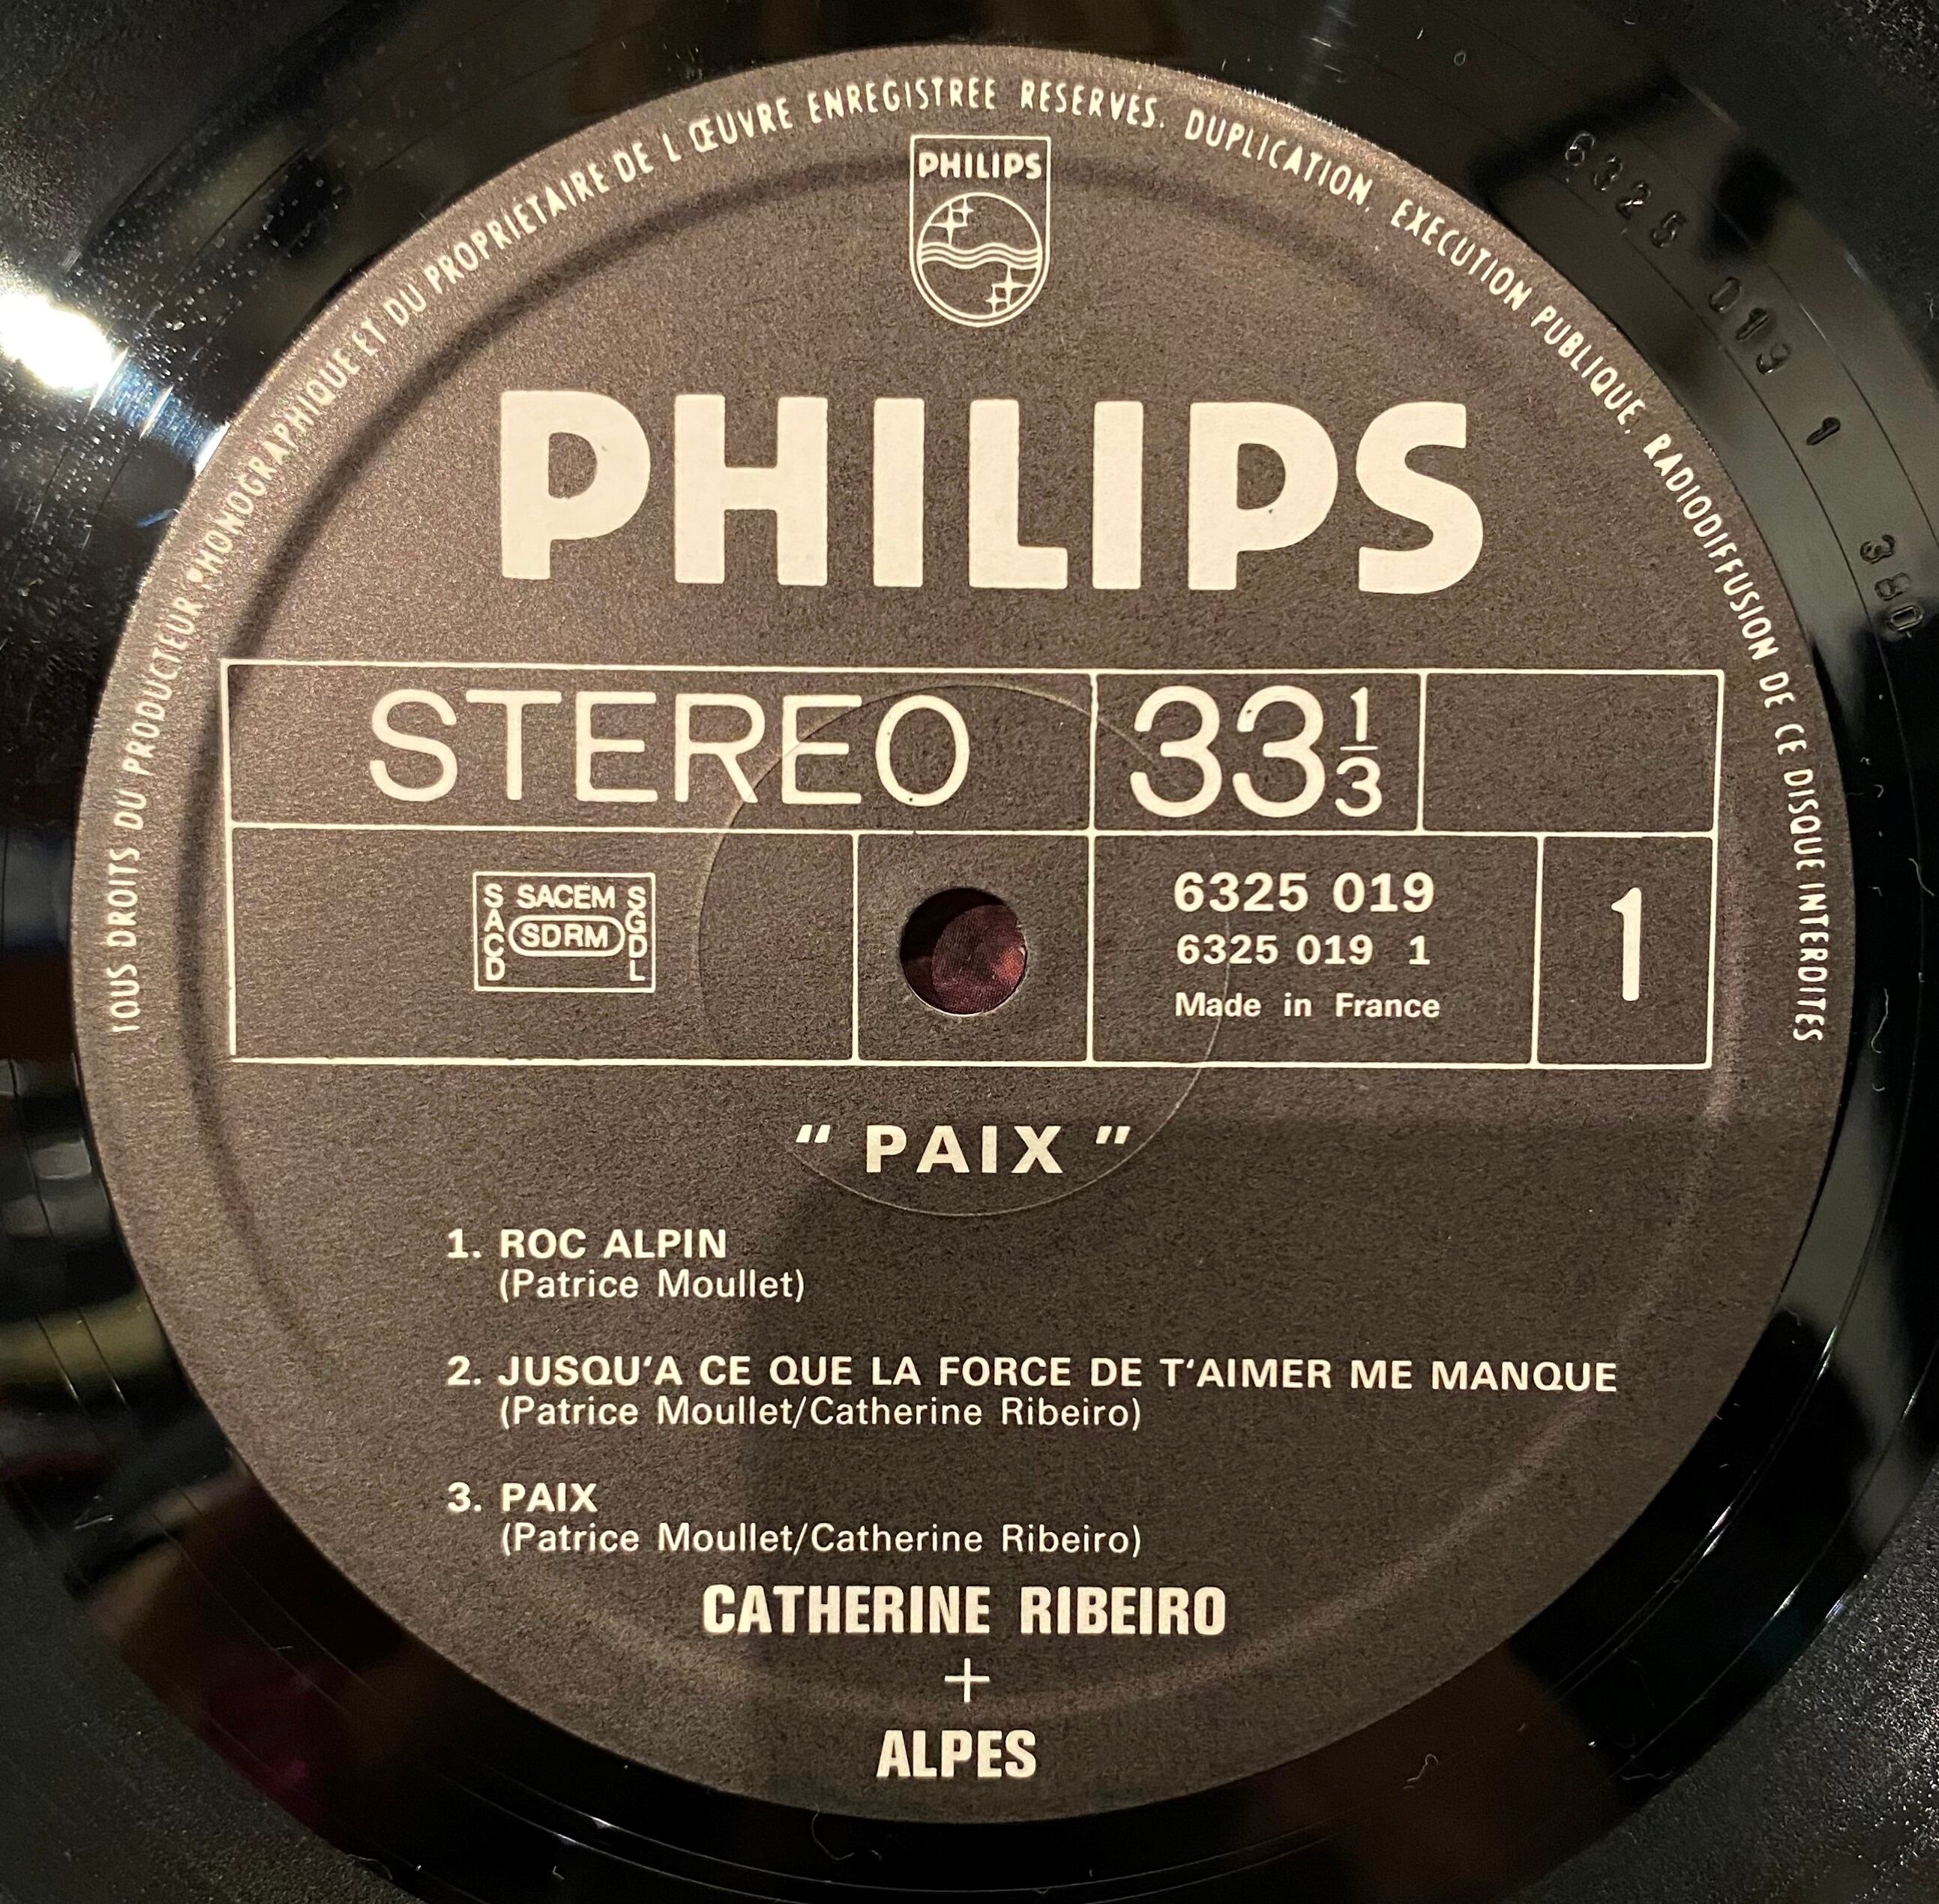 TOUS DROITS DU PRODUCTEUR PHONOGRAPHIQUE ET DU PROPRIETAIRE DE L'ŒUVRE ENREGISTREE RESERVES. DUPLICATION, EXECUTION PUBLIQUE, RADIODIFFUSION DE CE DISQUE INTERDITES
PHILIPS
PHILIPS
STEREO 33 1/3
SACD SACEM SDRM SGDL
6325 019
6325 019 1
Made in France
1
" PAIX "
1. ROC ALPIN
(Patrice Moullet)
2. JUSQU'A CE QUE LA FORCE DE T'AIMER ME MANQUE
(Patrice Moullet/Catherine Ribeiro)
3. PAIX
(Patrice Moullet/Catherine Ribeiro)
CATHERINE RIBEIRO
+
ALPES
6325 019 1 380